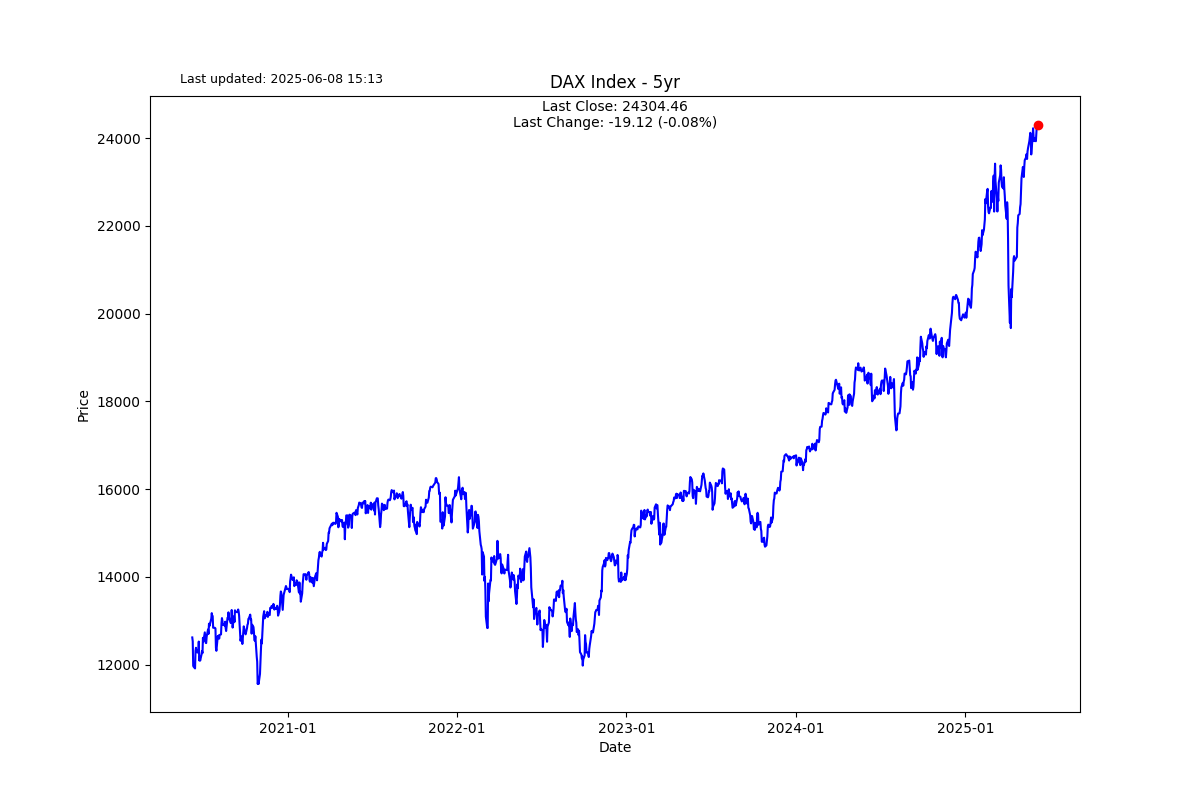 Last updated: 2025-06-08 15:13
DAX Index - 5yr
Last Close: 24304.46
Last Change: -19.12 (-0.08%)
24000
22000
20000
18000
16000
14000
12000
Price
2021-01
2022-01
2023-01
2024-01
2025-01
Date